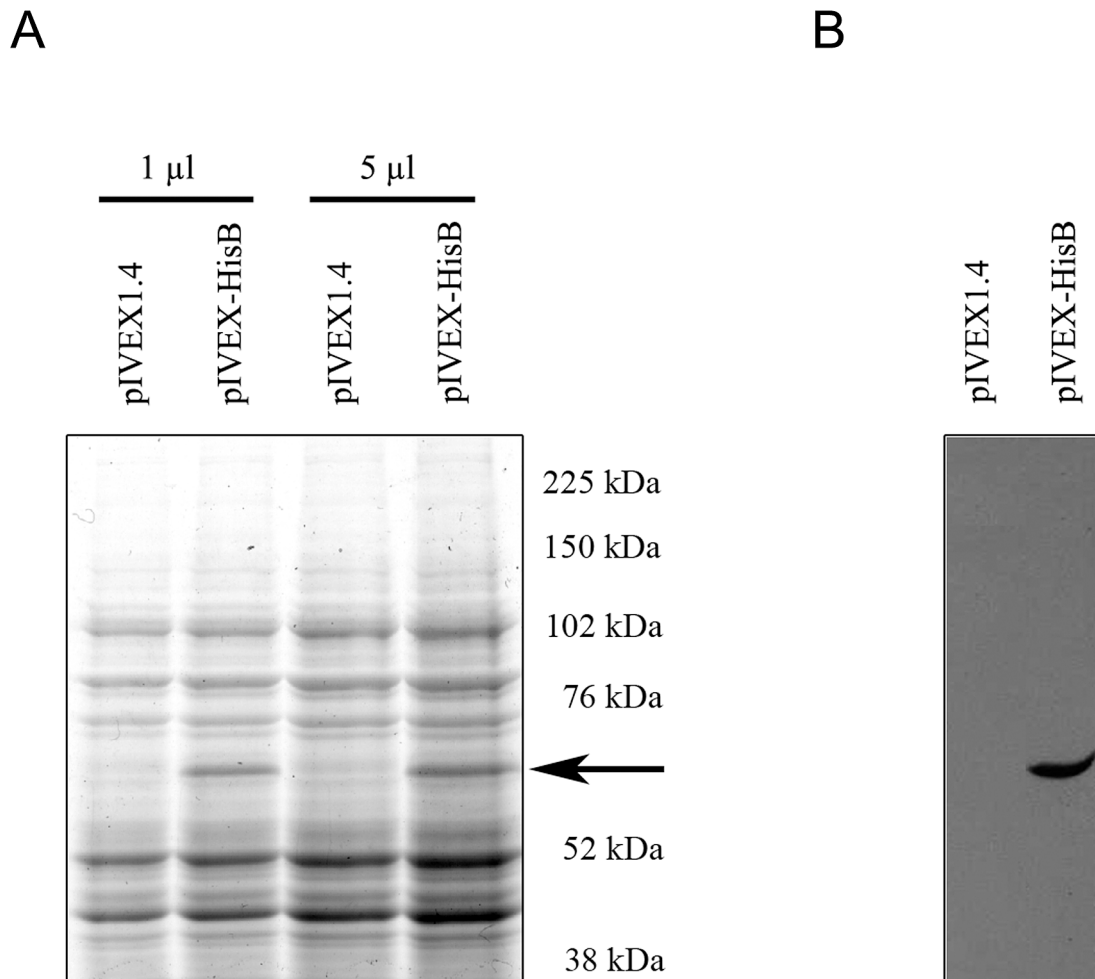 A
B
1 µl
5 µl
pIVEX1.4
pIVEX-HisB
pIVEX1.4
pIVEX-HisB
pIVEX1.4
pIVEX-HisB
225 kDa
150 kDa
102 kDa
76 kDa
52 kDa
38 kDa